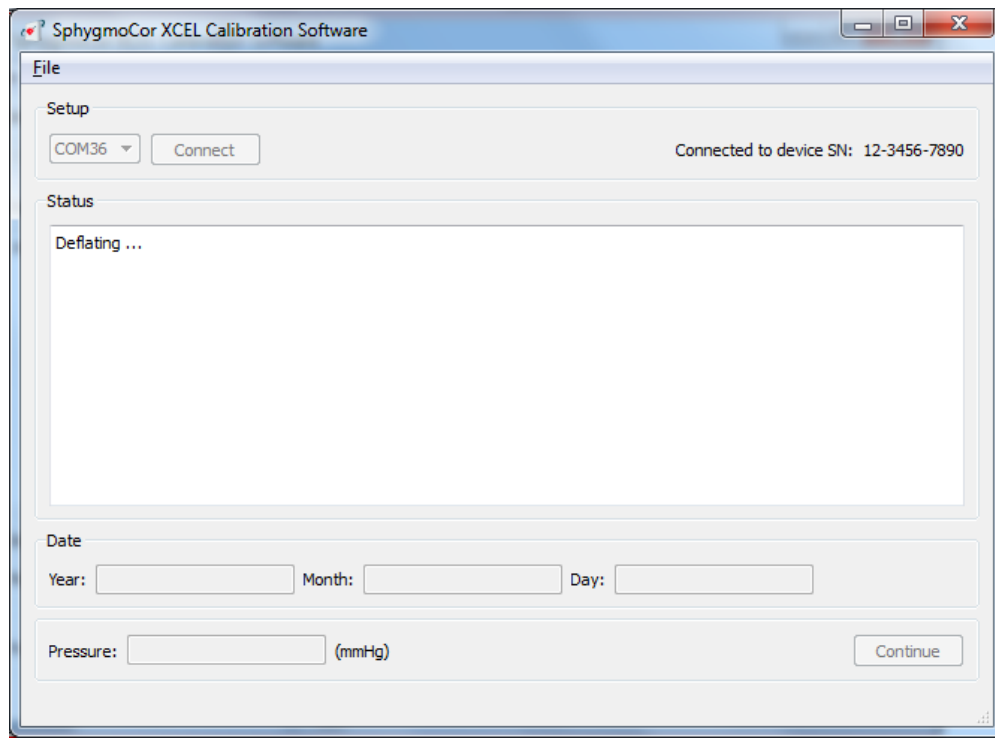 SphygmoCor XCEL Calibration Software
File
Setup
COM36 Connect Connected to device SN: 12-3456-7890
Status
Deflating ...
Date
Year: Month: Day:
Pressure: (mmHg) Continue